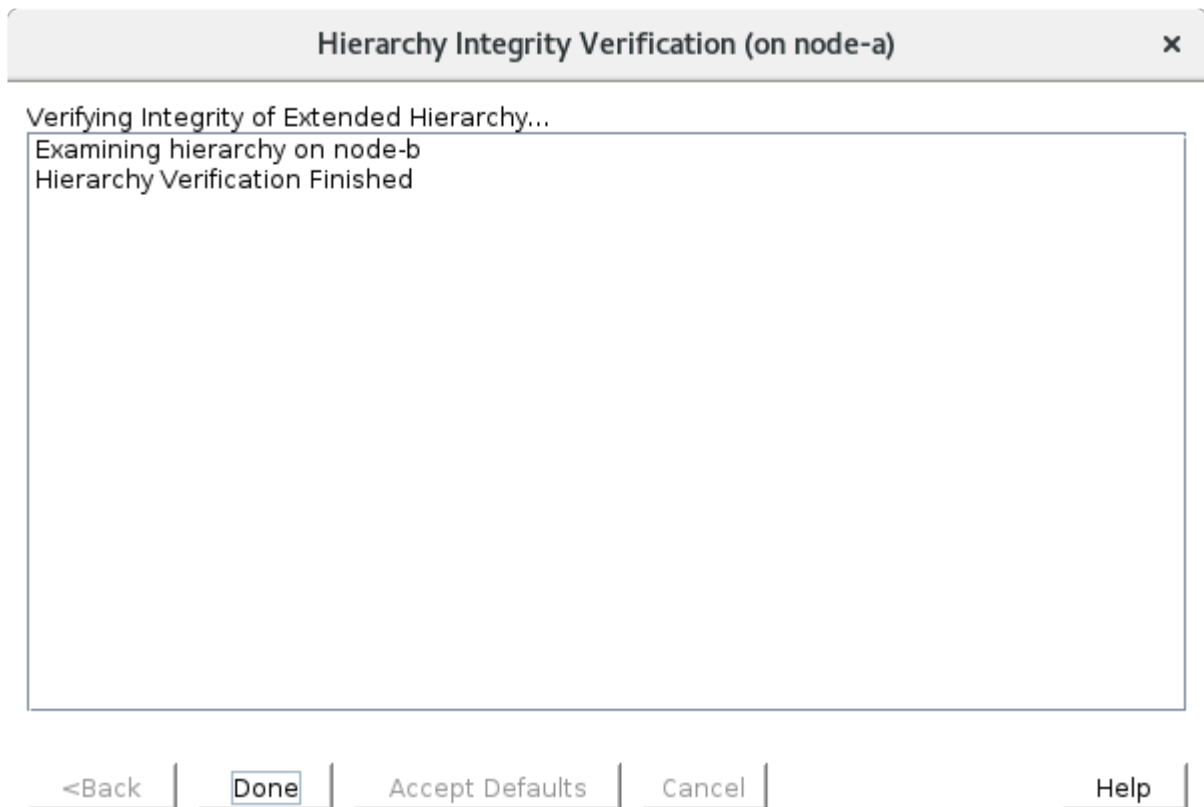 Hierarchy Integrity Verification (on node-a) ×
Verifying Integrity of Extended Hierarchy...
Examining hierarchy on node-b
Hierarchy Verification Finished
<Back Done Accept Defaults Cancel Help